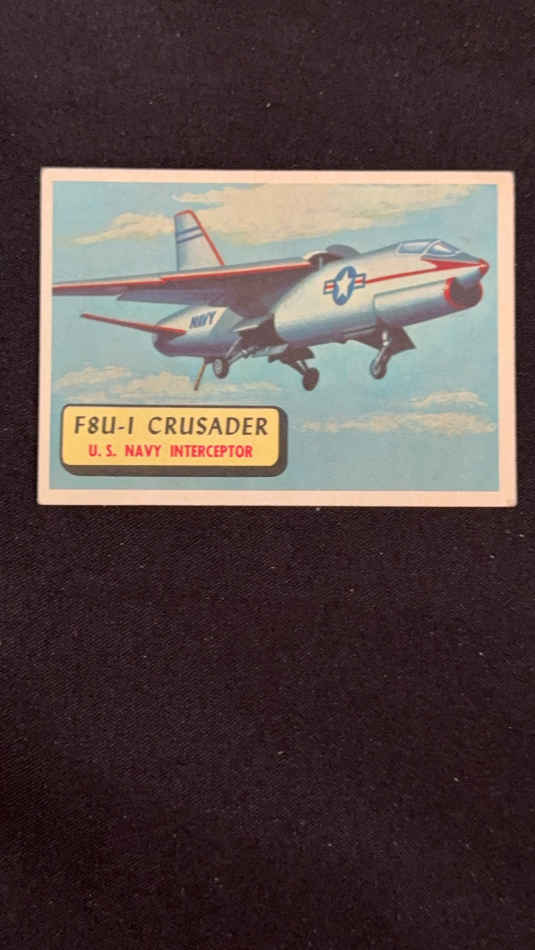 NAVY
F8U-1 CRUSADER
U. S. NAVY INTERCEPTOR